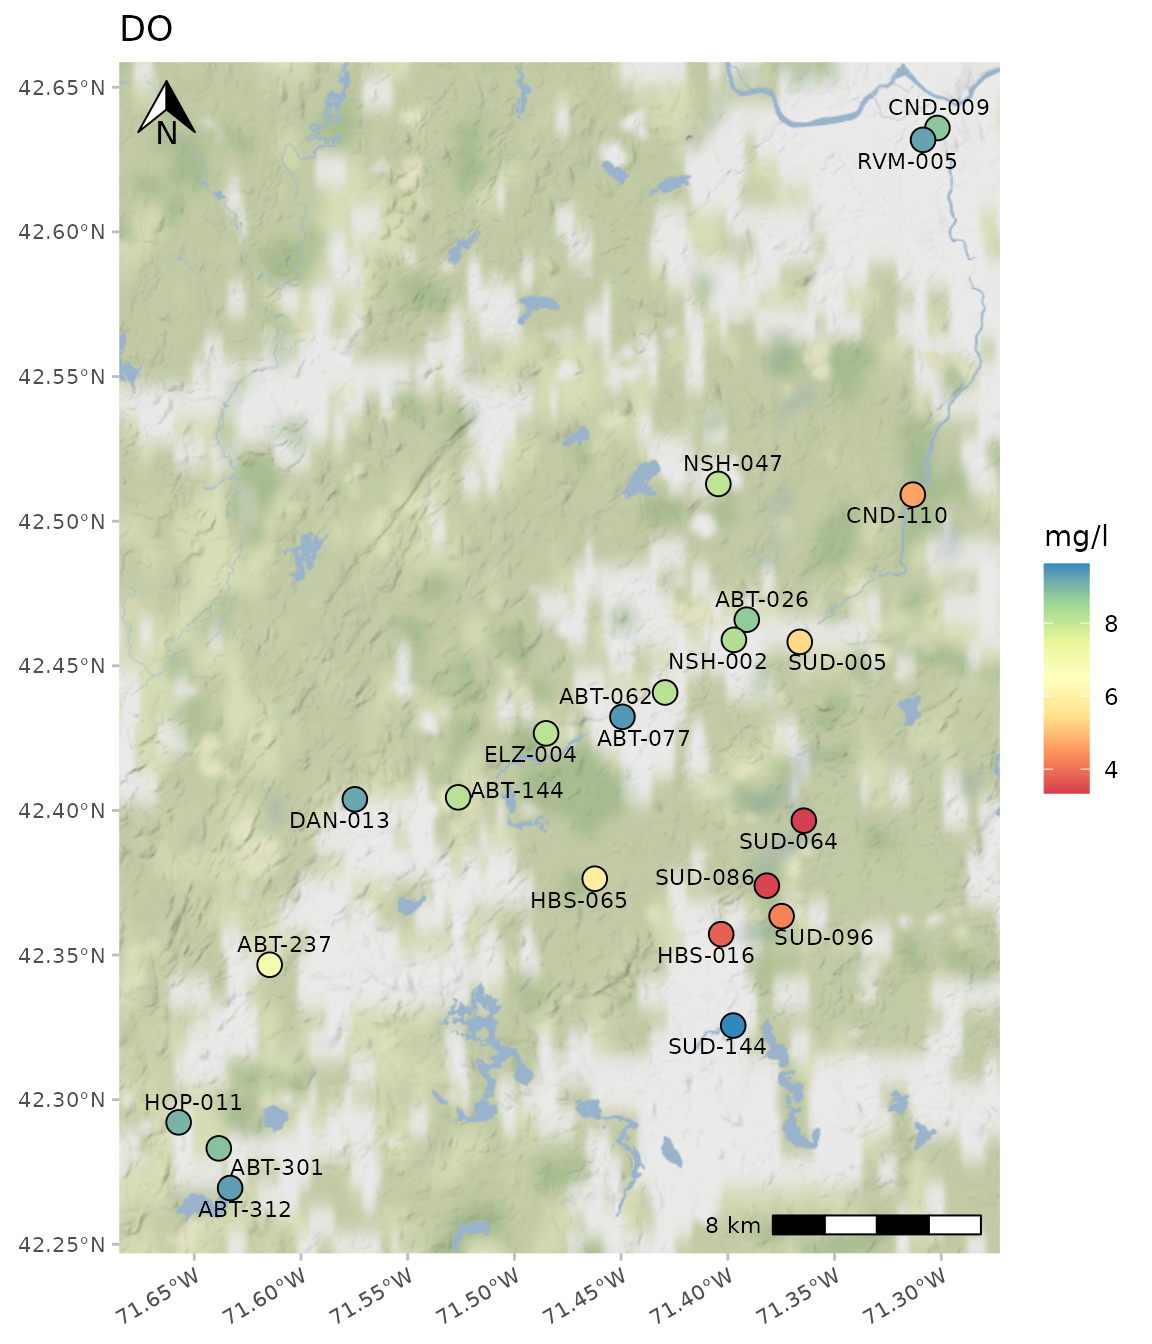 DO
42.65°N
42.60°N
42.55°N
42.50°N
42.45°N
42.40°N
42.35°N
42.30°N
42.25°N
N
CND-009
RVM-005
NSH-047
CND-110
ABT-026
NSH-002
SUD-005
ABT-062
ABT-077
ELZ-004
ABT-144
DAN-013
SUD-064
SUD-086
HBS-065
SUD-096
ABT-237
HBS-016
SUD-144
HOP-011
ABT-301
ABT-312
8 km
71.65°W
71.60°W
71.55°W
71.50°W
71.45°W
71.40°W
71.35°W
71.30°W
mg/l
8
6
4